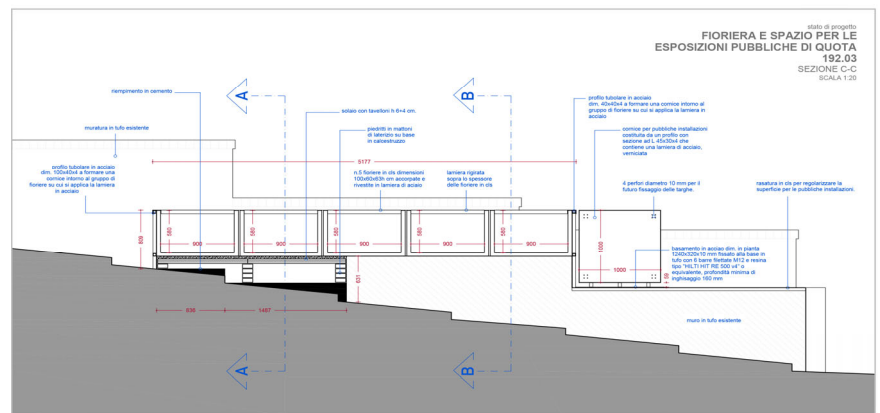 stato di progetto
FIORIERA E SPAZIO PER LE
ESPOSIZIONI PUBBLICHE DI QUOTA
192.03
SEZIONE C-C
SCALA 1:20
riempimento in cemento
A
B
solaio con tavelloni h 6+4 cm.
profilo tubolare in acciaio
dim. 40x40x4 a formare una
cornice intorno al gruppo di
fioriere su cui si applica la lamiera
in acciaio
muratura in tufo esistente
piedritti in mattoni
di laterizio su base
in calcestruzzo
cornice per pubbliche installazioni
costituita da un profilo con
sezione ad L 45x30x4 che
contiene una lamiera di acciaio,
verniciata
5177
profilo tubolare in acciaio
dim. 100x40x4 a formare una
cornice intorno al gruppo di
fioriere su cui si applica la lamiera
in acciaio
n.5 fioriere in cls dimensioni
100x60x63h cm accorpate e
rivestite in lamiera di aciaio
lamiera rigirata
sopra lo spessore
delle fioriere in cls
4 perfori diametro 10 mm per il
futuro fissaggio delle targhe.
rasatura in cls per regolarizzare la
superficie per le pubbliche installazioni.
580
580
580
580
580
1000
900
900
900
900
900
1000
631
basamento in acciao dim. in pianta
1240x320x10 mm fissato alla base in
tufo con 6 barre filettate M12 e resina
tipo "HILTI HIT RE 500 v4" o
equivalente, profondità minima di
inghisaggio 160 mm
1487
muro in tufo esistente
A
B